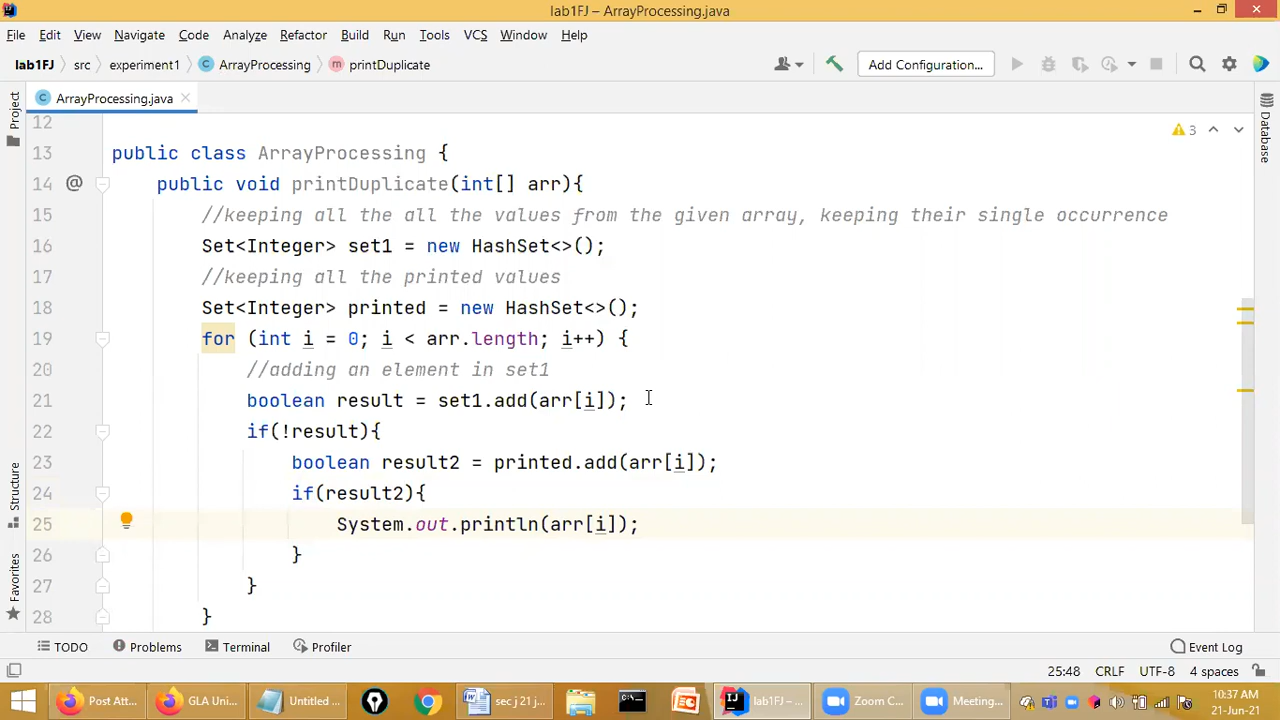 lab1FJ – ArrayProcessing.java
File Edit View Navigate Code Analyze Refactor Build Run Tools VCS Window Help
lab1FJ src experiment1 C ArrayProcessing m printDuplicate Add Configuration...
Project
C ArrayProcessing.java
Database
3
12
13 public class ArrayProcessing {
14 @ public void printDuplicate(int[] arr){
15 //keeping all the all the values from the given array, keeping their single occurrence
16 Set<Integer> set1 = new HashSet<>();
17 //keeping all the printed values
18 Set<Integer> printed = new HashSet<>();
19 for (int i = 0; i < arr.length; i++) {
20 //adding an element in set1
21 boolean result = set1.add(arr[i]);
22 if(!result){
23 boolean result2 = printed.add(arr[i]);
24 if(result2){
25 System.out.println(arr[i]);
26 }
27 }
28 }
Structure
Favorites
TODO Problems Terminal Profiler Event Log
25:48 CRLF UTF-8 4 spaces
Post Att... GLA Uni... Untitled ... sec j 21 j... lab1FJ – ... Zoom C... Meeting...
10:37 AM
21-Jun-21